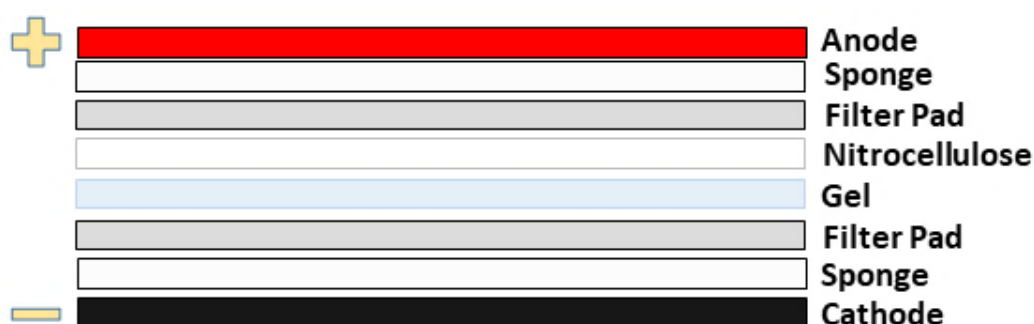 Anode
Sponge
Filter Pad
Nitrocellulose
Gel
Filter Pad
Sponge
Cathode